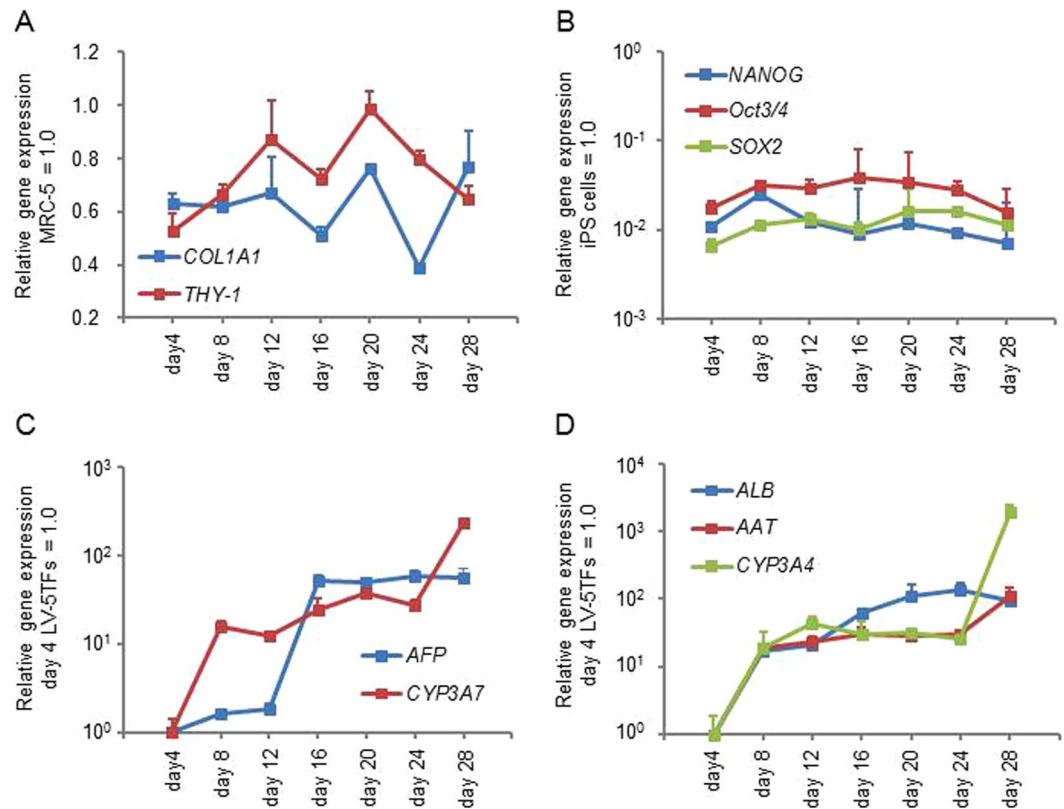 A
Relative gene expression
MRC-5 = 1.0
1.2
1.0
0.8
0.6
0.4
0.2
COL1A1
THY-1
day4
day 8
day 12
day 16
day 20
day 24
day 28
B
Relative gene expression
iPS cells = 1.0
10⁰
10⁻¹
10⁻²
10⁻³
NANOG
Oct3/4
SOX2
day4
day 8
day 12
day 16
day 20
day 24
day 28
C
Relative gene expression
day 4 LV-5TFs = 1.0
10³
10²
10¹
10⁰
AFP
CYP3A7
day4
day 8
day 12
day 16
day 20
day 24
day 28
D
Relative gene expression
day 4 LV-5TFs = 1.0
10⁴
10³
10²
10¹
10⁰
ALB
AAT
CYP3A4
day4
day 8
day 12
day 16
day 20
day 24
day 28